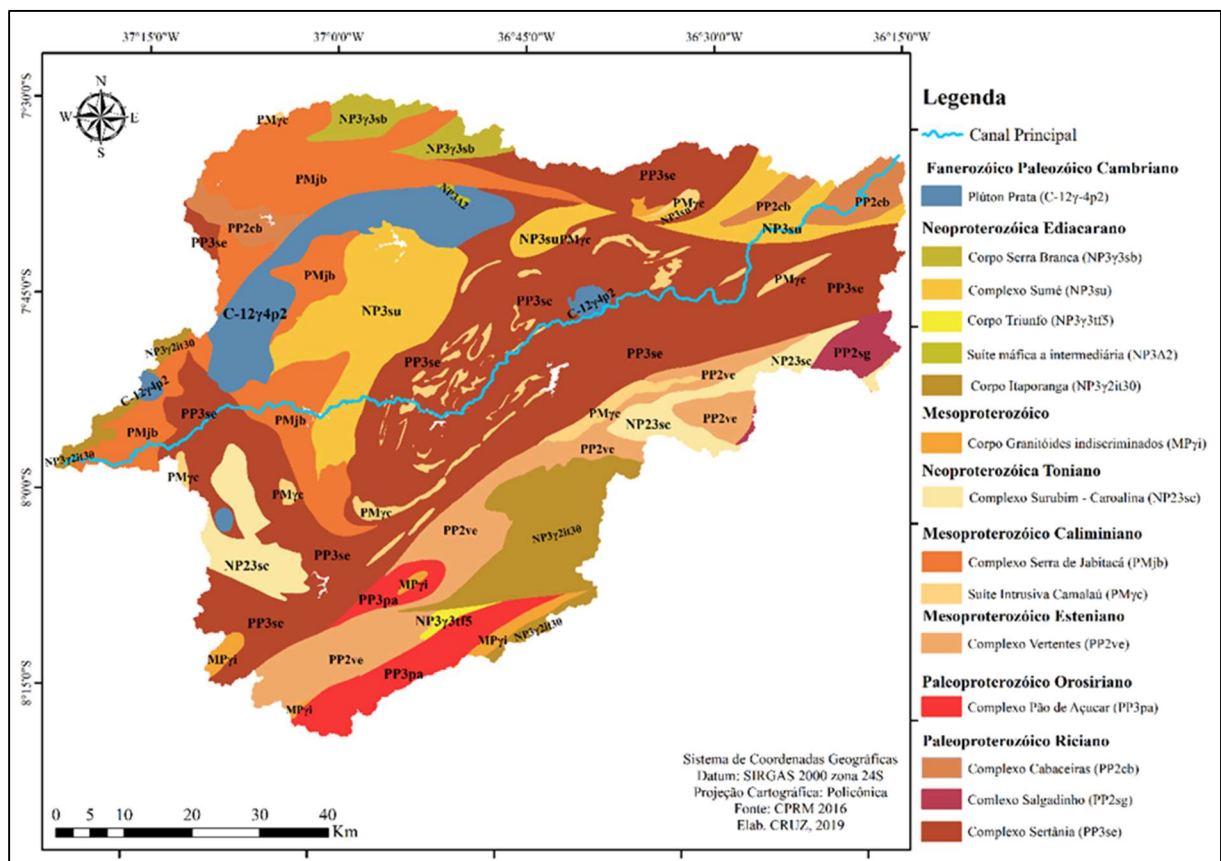 37°15'0"W
37°0'0"W
36°45'0"W
36°30'0"W
36°15'0"W
7°30'0"S
7°45'0"S
8°0'0"S
8°15'0"S
N
W E
S
PMγc
NP3γ3sb
NP3γ3sb
PMjb
NP3Δ2
PP3se
PMγc
NP3su
PP2cb
PP2cb
PP2cb
PP3se
NP3su
PMγc
NP3su
PMjb
PMγc
PP3se
PP3se
C-12γ4p2
C-12γ4p2
NP3su
NP3γ2it30
PP3se
PP3se
NP23sc
PP2sg
C-12γ4p2
PP2ve
PP3se
PMjb
PMjb
PMγc
NP23sc
PP2ve
NP3γ2it30
PMγc
PP2ve
PMγc
PMγc
PP2ve
NP3γ2it30
NP23sc
PP3se
MPγi
PP3pa
PP3se
NP3γ3tf5
NP3γ2it30
MPγi
MPγi
PP2ve
PP3pa
MPγi
0 5 10 20 30 40
Km
Sistema de Coordenadas Geográficas
Datum: SIRGAS 2000 zona 24S
Projeção Cartográfica: Policônica
Fonte: CPRM 2016
Elab. CRUZ, 2019
Legenda
Canal Principal
Fanerozóico Paleozóico Cambriano
Plúton Prata (C-12γ-4p2)
Neoproterozóica Ediacarano
Corpo Serra Branca (NP3γ3sb)
Complexo Sumé (NP3su)
Corpo Triunfo (NP3γ3tf5)
Suíte máfica a intermediária (NP3Δ2)
Corpo Itaporanga (NP3γ2it30)
Mesoproterozóico
Corpo Granitóides indiscriminados (MPγi)
Neoproterozóica Toniano
Complexo Surubim - Caroalina (NP23sc)
Mesoproterozóico Caliminiano
Complexo Serra de Jabitacá (PMjb)
Suíte Intrusiva Camalaú (PMγc)
Mesoproterozóico Esteniano
Complexo Vertentes (PP2ve)
Paleoproterozóico Orosiriano
Complexo Pão de Açucar (PP3pa)
Paleoproterozóico Riciano
Complexo Cabaceiras (PP2cb)
Comlexo Salgadinho (PP2sg)
Complexo Sertânia (PP3se)